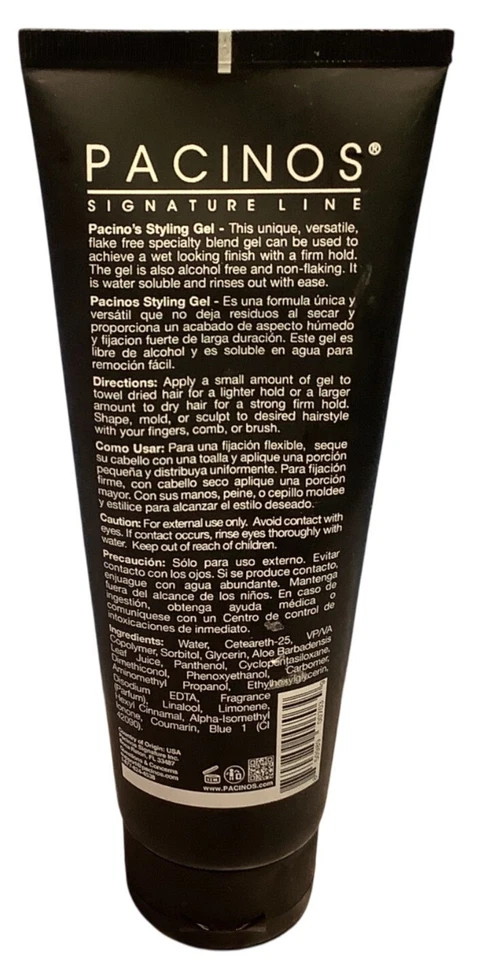 PACINOS®
SIGNATURE LINE
Pacino's Styling Gel - This unique, versatile,
flake free specialty blend gel can be used to
achieve a wet looking finish with a firm hold.
The gel is also alcohol free and non-flaking. It
is water soluble and rinses out with ease.
Pacinos Styling Gel - Es una formula única y
versátil que no deja residuos al secar y
proporciona un acabado de aspecto húmedo
y fijacion fuerte de larga duración. Este gel es
libre de alcohol y es soluble en agua para
remoción fácil.
Directions: Apply a small amount of gel to
towel dried hair for a lighter hold or a larger
amount to dry hair for a strong firm hold.
Shape, mold, or sculpt to desired hairstyle
with your fingers, comb, or brush.
Como Usar: Para una fijación flexible, seque
su cabello con una toalla y aplique una porción
pequeña y distribuya uniformente. Para fijación
firme, con cabello seco aplique una porción
mayor. Con sus manos, peine, o cepillo moldee
y estilice para alcanzar el estilo deseado.
Caution: For external use only. Avoid contact with
eyes. If contact occurs, rinse eyes thoroughly with
water. Keep out of reach of children.
Precaución: Sólo para uso externo. Evitar
contacto con los ojos. Si se produce contacto,
enjuague con agua abundante. Mantenga
fuera del alcance de los niños. En caso de
ingestión, obtenga ayuda médica o
comuníquese con un Centro de control de
intoxicaciones de inmediato.
Ingredients: Water, Ceteareth-25, VP/VA
Copolymer, Sorbitol, Glycerin, Aloe Barbadensis
Leaf Juice, Panthenol, Cyclopentasiloxane,
Dimethiconol, Phenoxyethanol, Carbomer,
Aminomethyl Propanol, Ethylhexylglycerin,
Disodium EDTA, Fragrance
(Parfum), Linalool, Limonene,
Hexyl Cinnamal, Alpha-Isomethyl
Ionone, Coumarin, Blue 1 (CI
42090).
Country of Origin: USA
Pacinos Signature Inc.
Boca Raton, FL 33487
& Concerns
12M
www.PACINOS.com